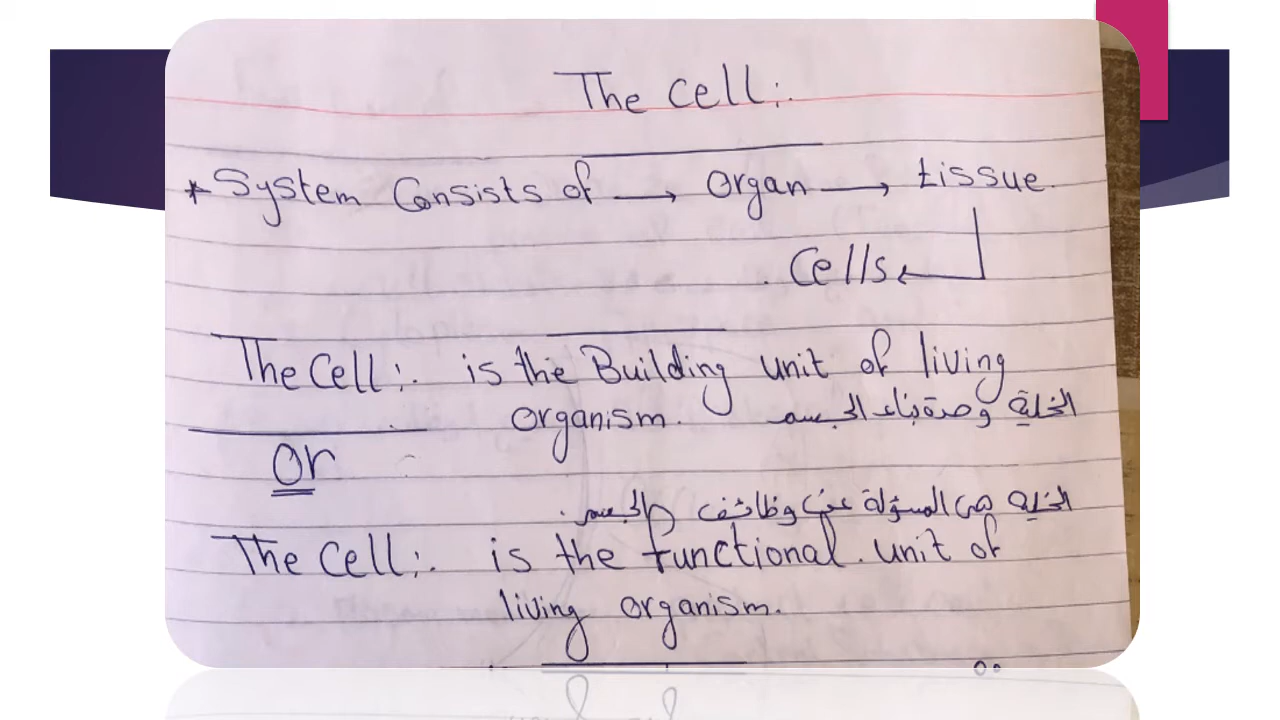 The cell:.
* System Consists of → Organ → tissue.
Cells ←
The Cell:. is the Building unit of living
organism. الخلية وحدة بناء الجسم
Or
الخلية هي المسؤلة عن وظائف الجسم.
The Cell:. is the functional unit of
living organism.